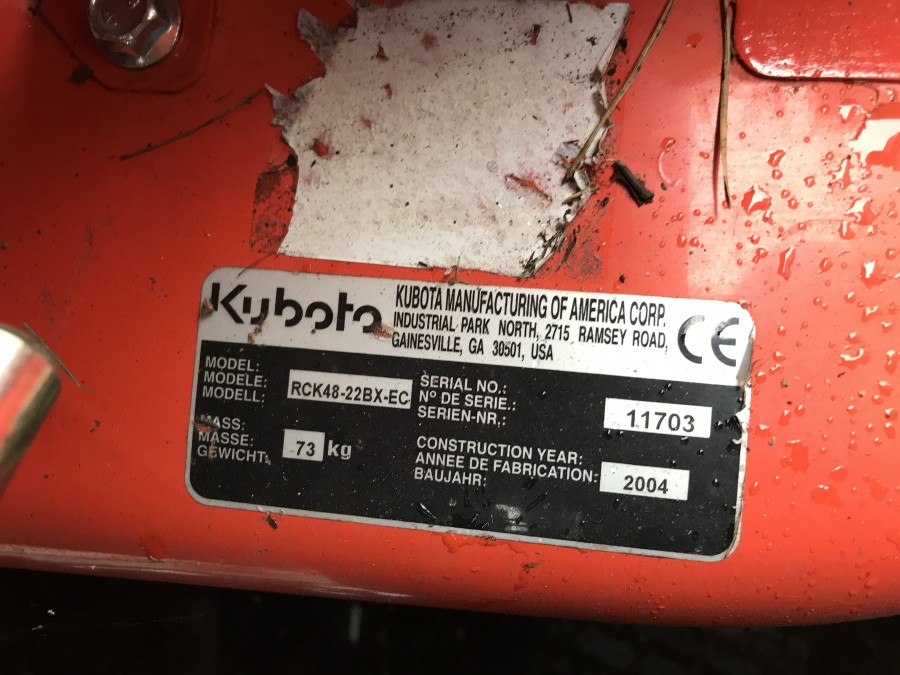 Kubota
KUBOTA MANUFACTURING OF AMERICA CORP.
INDUSTRIAL PARK NORTH, 2715 RAMSEY ROAD,
GAINESVILLE, GA 30501, USA
CE
MODEL:
MODELE:
MODELL:
RCK48-22BX-EC
SERIAL NO.:
Nº DE SERIE.:
SERIEN-NR.:
11703
MASS:
MASSE:
GEWICHT:
73 kg
CONSTRUCTION YEAR:
ANNEE DE FABRICATION:
BAUJAHR:
2004